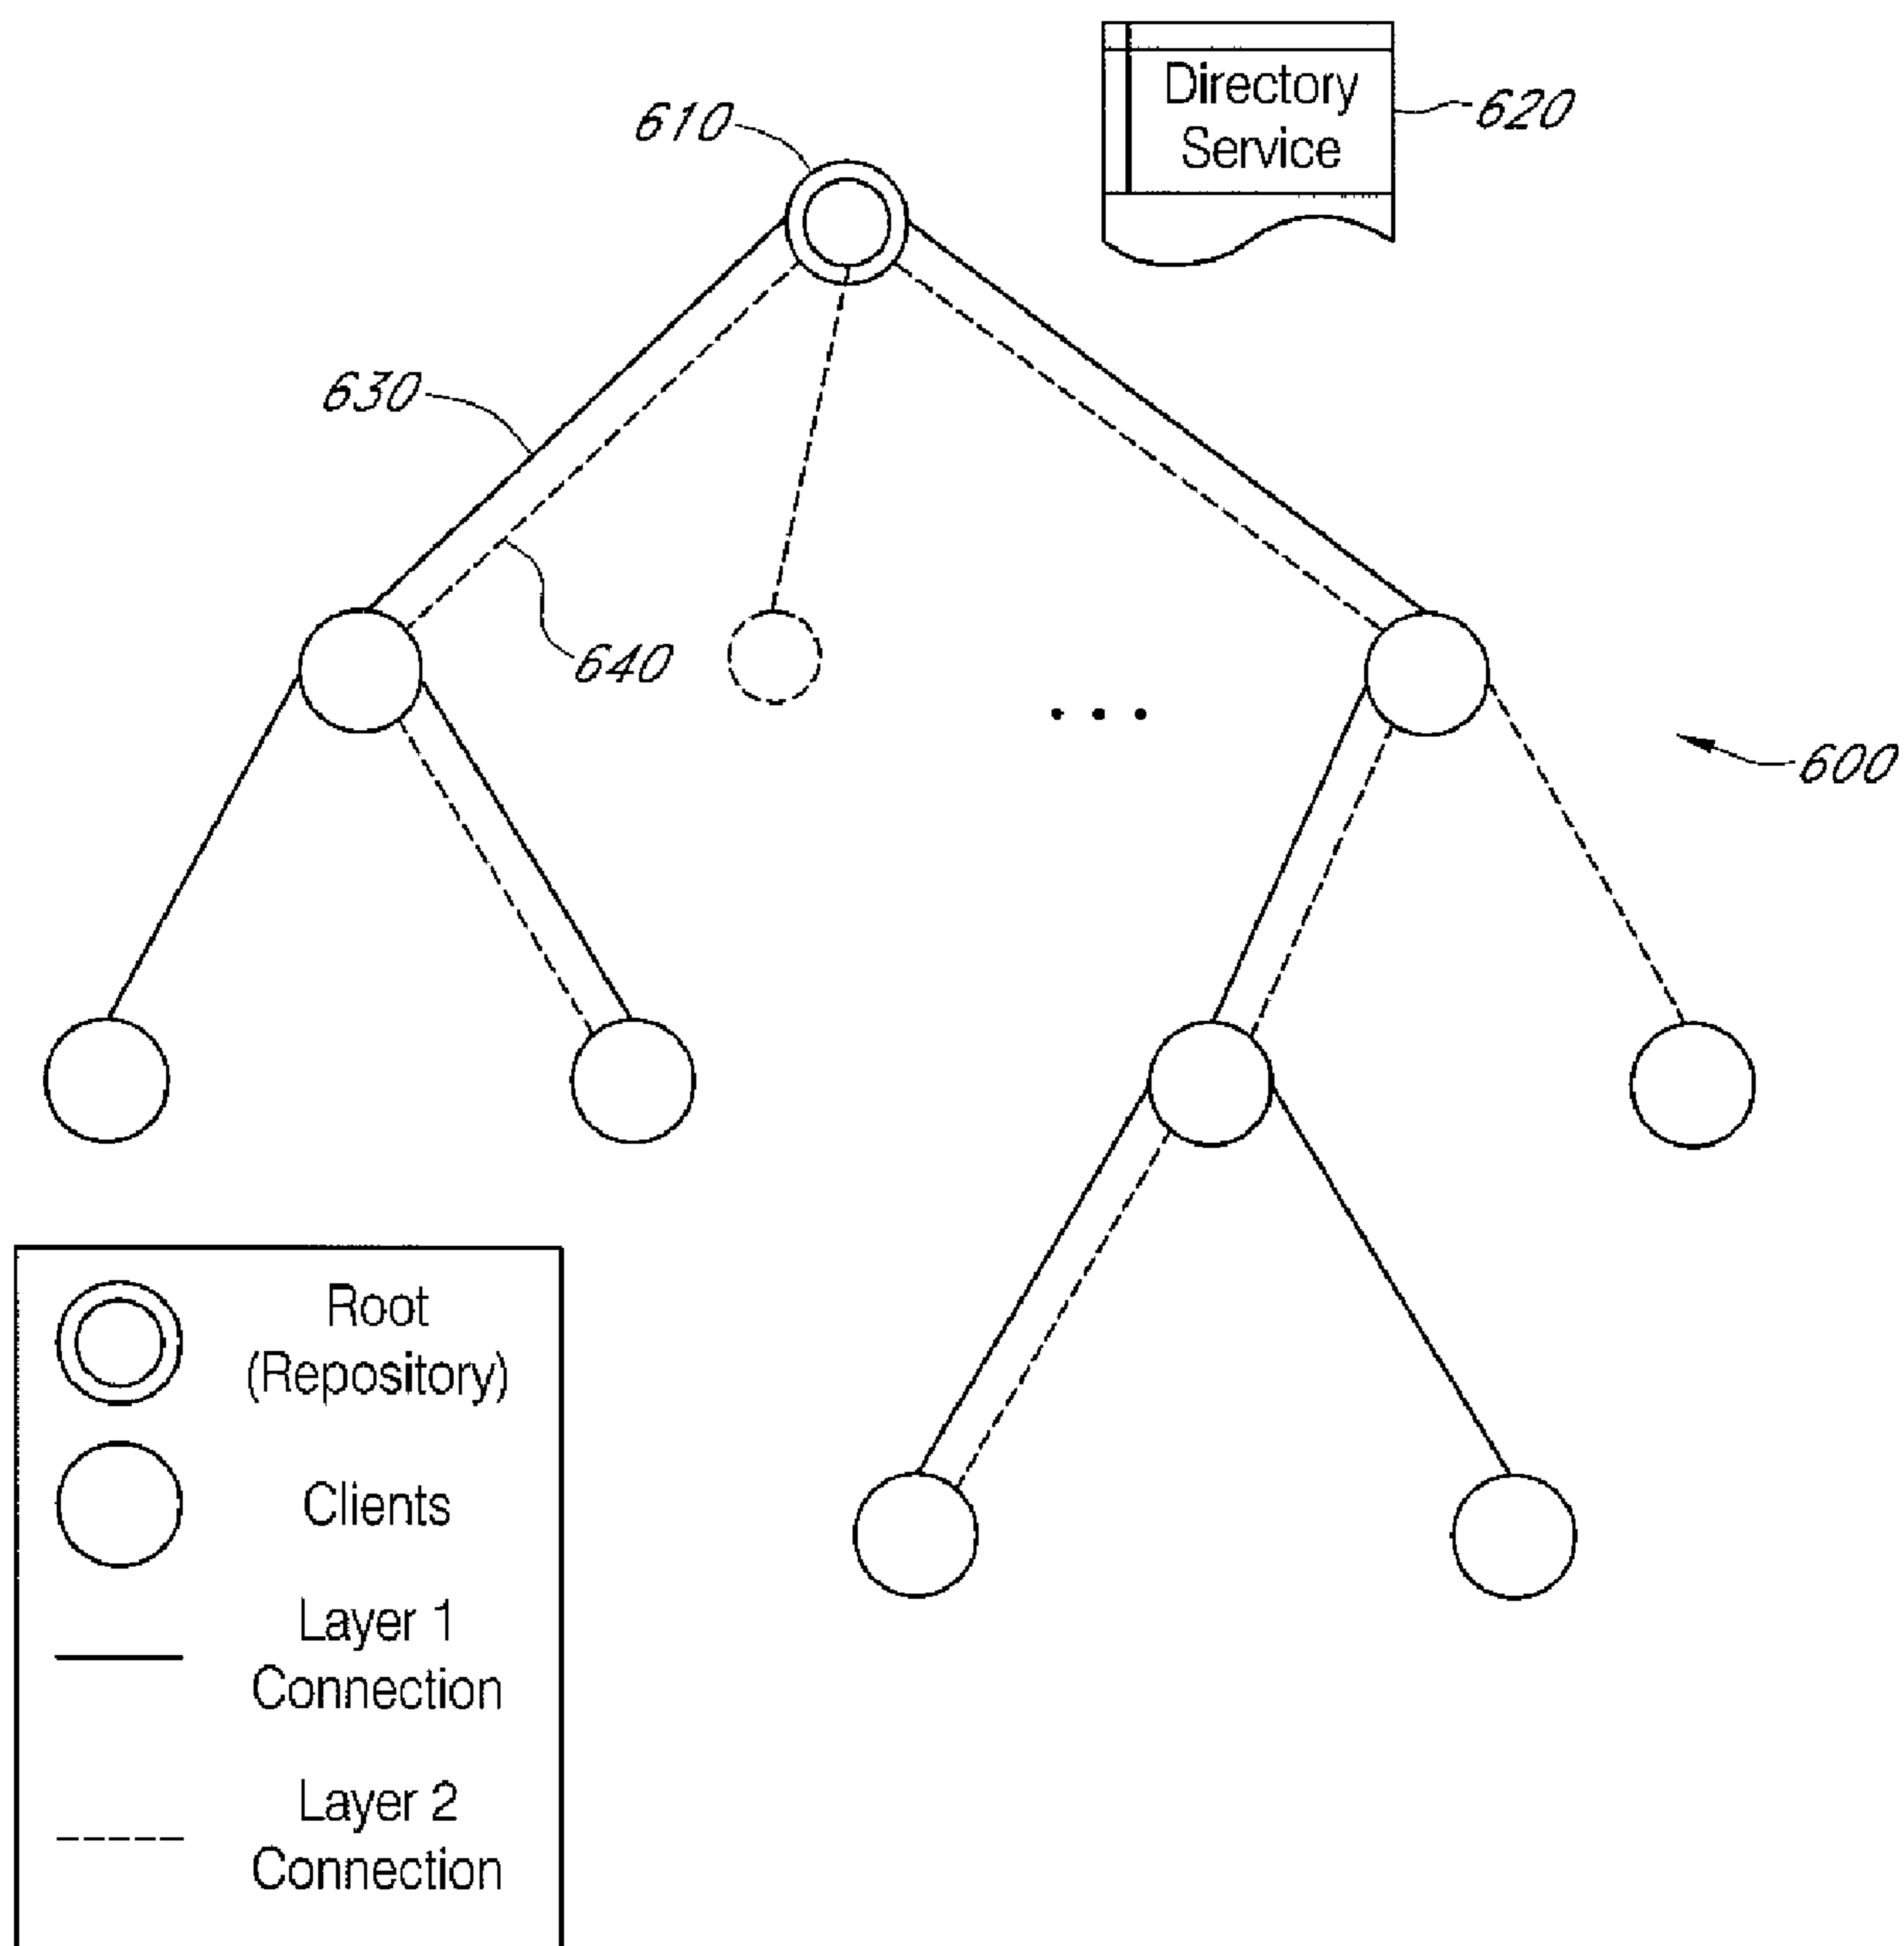 Directory
Service
620
610
630
640
600
Root
(Repository)
Clients
Layer 1
Connection
Layer 2
Connection